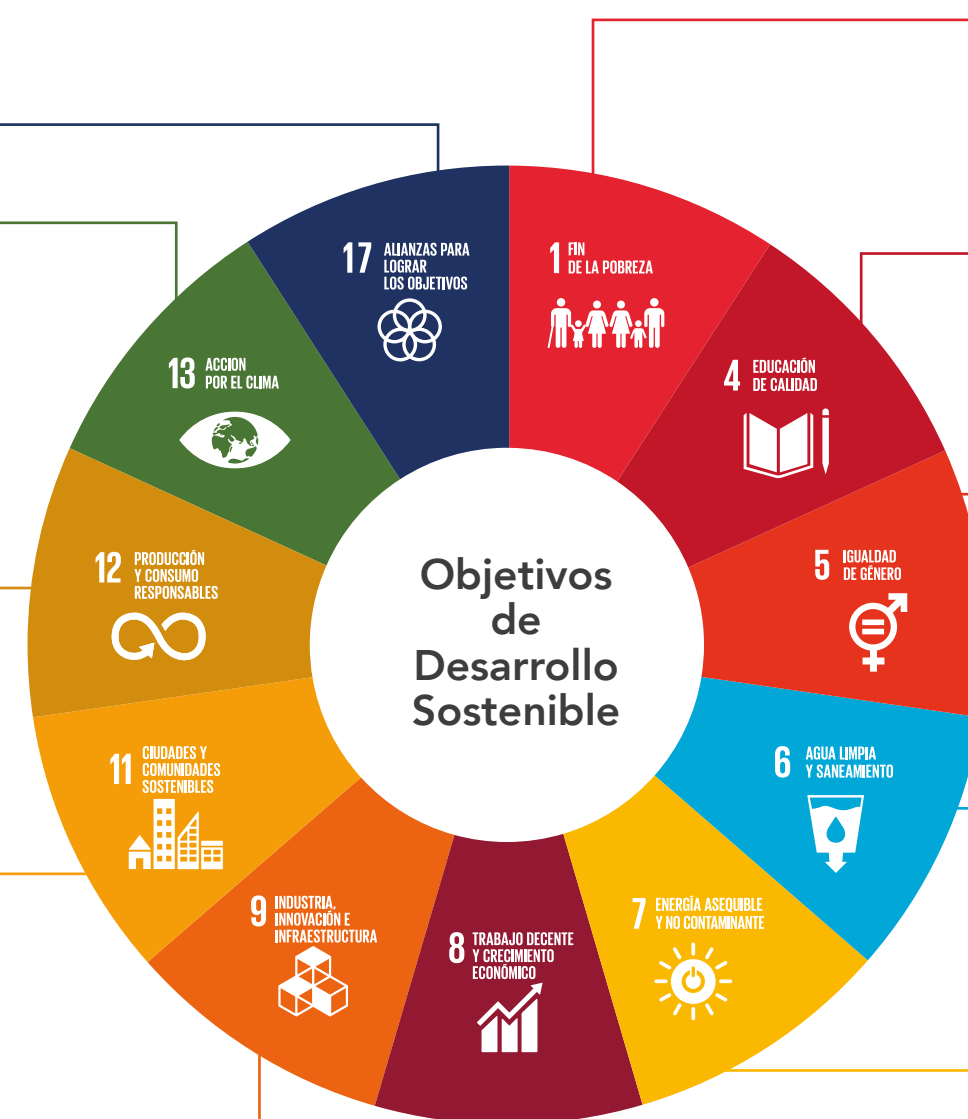 17 ALIANZAS PARA
LOGRAR
LOS OBJETIVOS
1 FIN
DE LA POBREZA
4 EDUCACIÓN
DE CALIDAD
5 IGUALDAD
DE GÉNERO
6 AGUA LIMPIA
Y SANEAMIENTO
7 ENERGÍA ASEQUIBLE
Y NO CONTAMINANTE
8 TRABAJO DECENTE
Y CRECIMIENTO
ECONÓMICO
9 INDUSTRIA,
INNOVACIÓN E
INFRAESTRUCTURA
11 CIUDADES Y
COMUNIDADES
SOSTENIBLES
12 PRODUCCIÓN
Y CONSUMO
RESPONSABLES
13 ACCION
POR EL CLIMA
Objetivos
de
Desarrollo
Sostenible